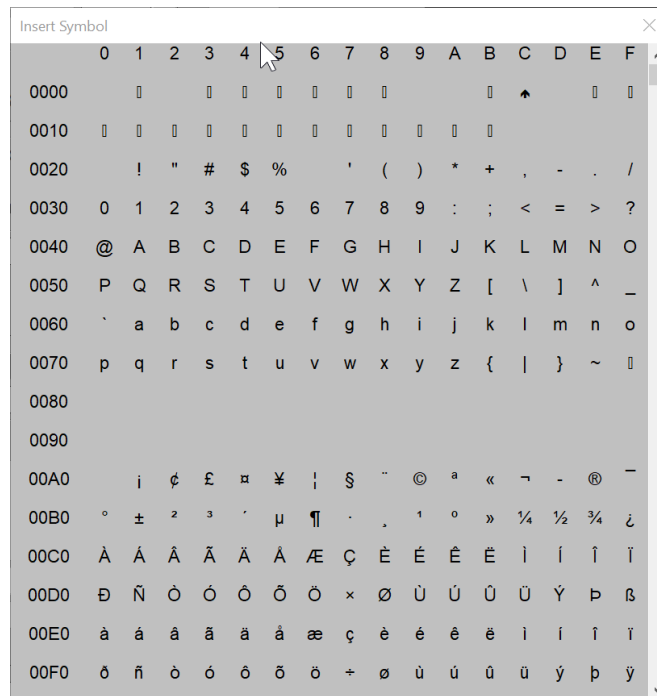 Insert Symbol
0 1 2 3 4 5 6 7 8 9 A B C D E F
0000
0010
0020 ! " # $ % ' ( ) * + , - . /
0030 0 1 2 3 4 5 6 7 8 9 : ; < = > ?
0040 @ A B C D E F G H I J K L M N O
0050 P Q R S T U V W X Y Z [ \ ] ^ _
0060 ` a b c d e f g h i j k l m n o
0070 p q r s t u v w x y z { | } ~
0080
0090
00A0 ¡ ¢ £ ¤ ¥ ¦ § ¨ © ª « ¬ - ® ¯
00B0 ° ± ² ³ ´ µ ¶ · ¸ ¹ º » ¼ ½ ¾ ¿
00C0 À Á Â Ã Ä Å Æ Ç È É Ê Ë Ì Í Î Ï
00D0 Ð Ñ Ò Ó Ô Õ Ö × Ø Ù Ú Û Ü Ý Þ ß
00E0 à á â ã ä å æ ç è é ê ë ì í î ï
00F0 ð ñ ò ó ô õ ö ÷ ø ù ú û ü ý þ ÿ